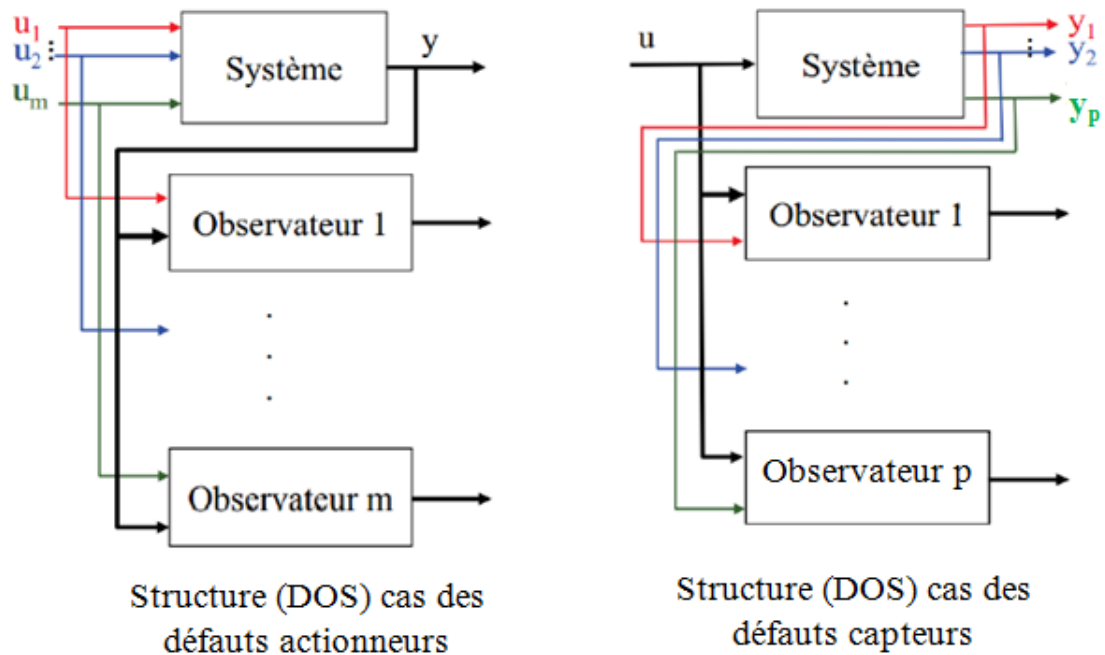 u1
u2
um
Système
y
Observateur 1
Observateur m
Structure (DOS) cas des
défauts actionneurs
u
Système
y1
y2
yp
Observateur 1
Observateur p
Structure (DOS) cas des
défauts capteurs